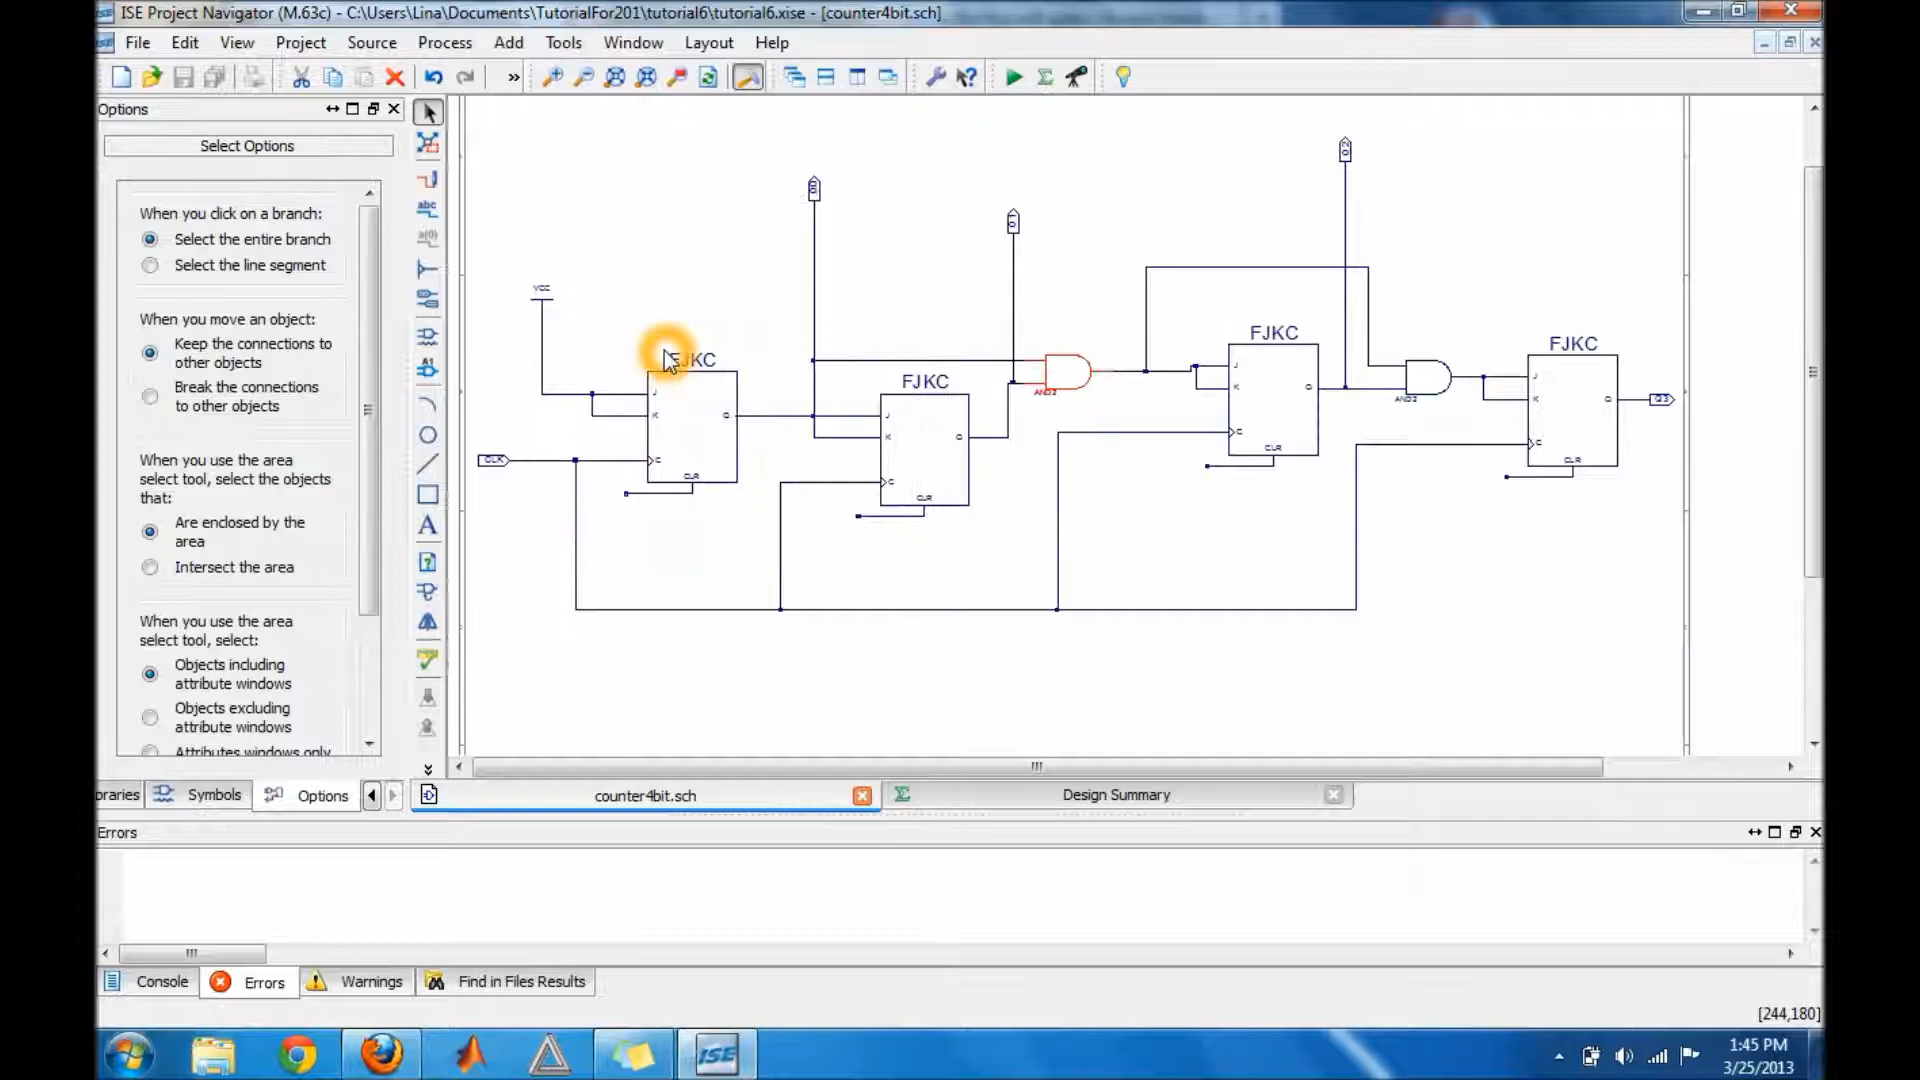 ISE Project Navigator (M.63c) - C:\Users\Lina\Documents\TutorialFor201\tutorial6\tutorial6.xise - [counter4bit.sch]
File Edit View Project Source Process Add Tools Window Layout Help
Options
Select Options
When you click on a branch:
Select the entire branch
Select the line segment
When you move an object:
Keep the connections to
other objects
Break the connections
to other objects
When you use the area
select tool, select the objects
that:
Are enclosed by the
area
Intersect the area
When you use the area
select tool, select:
Objects including
attribute windows
Objects excluding
attribute windows
Attributes windows only
abc
A1
A
VCC
CLK
FJKC
J
K
C
Q
CLR
FJKC
J
K
C
Q
CLR
AND2
FJKC
J
K
C
Q
CLR
AND2
FJKC
J
K
C
Q
CLR
Q3
braries Symbols Options
counter4bit.sch
Design Summary
Errors
Console Errors Warnings Find in Files Results
[244,180]
ISE
1:45 PM
3/25/2013